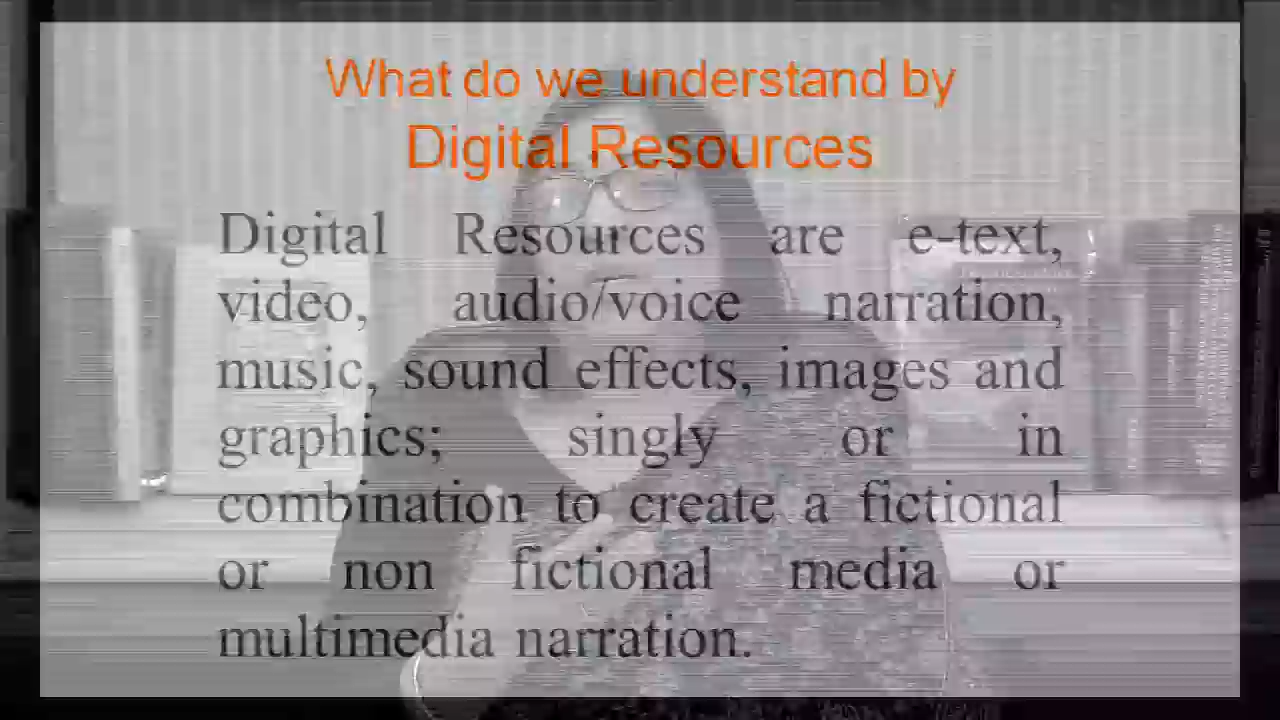 What do we understand by
Digital Resources
Digital Resources are e-text,
video, audio/voice narration,
music, sound effects, images and
graphics; singly or in
combination to create a fictional
or non fictional media or
multimedia narration.